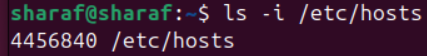 sharaf@sharaf:~$ ls -i /etc/hosts
4456840 /etc/hosts